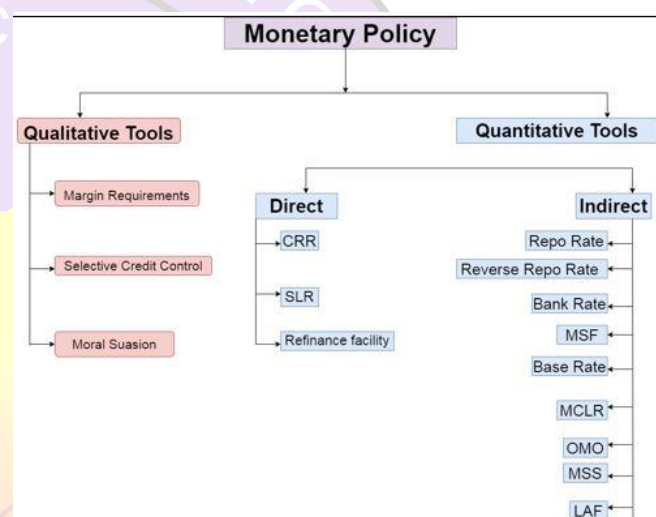 Monetary Policy
Qualitative Tools
Quantitative Tools
Margin Requirements
Selective Credit Control
Moral Suasion
Direct
CRR
SLR
Refinance facility
Indirect
Repo Rate
Reverse Repo Rate
Bank Rate
MSF
Base Rate
MCLR
OMO
MSS
LAF